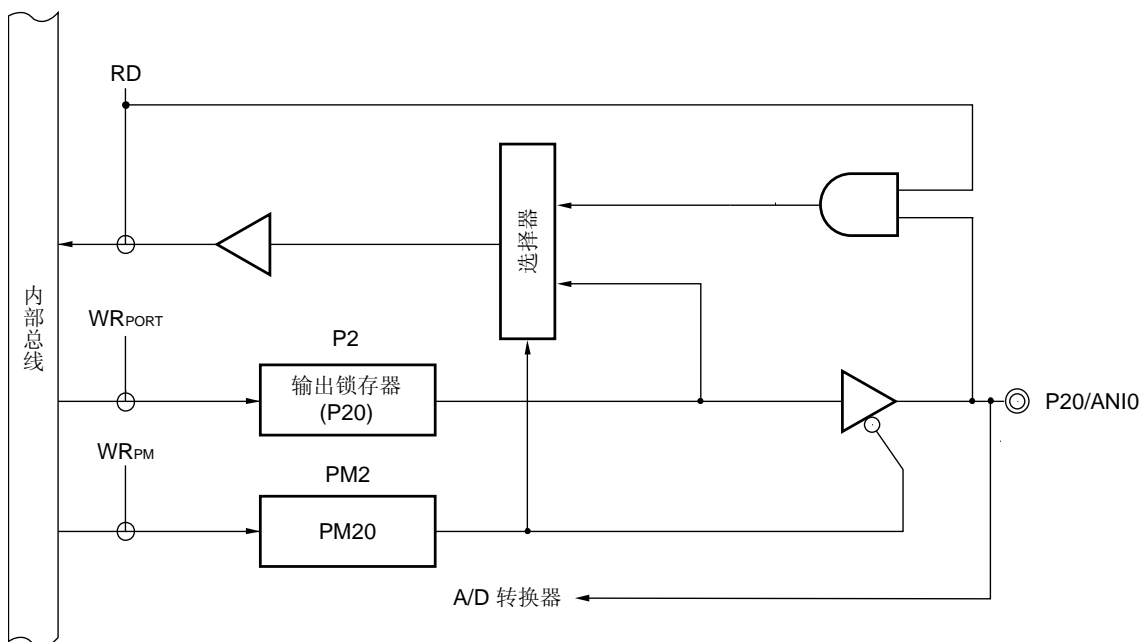 RD
选择器
内部总线
WRPORT
P2
输出锁存器
(P20)
P20/ANI0
WRPM
PM2
PM20
A/D 转换器